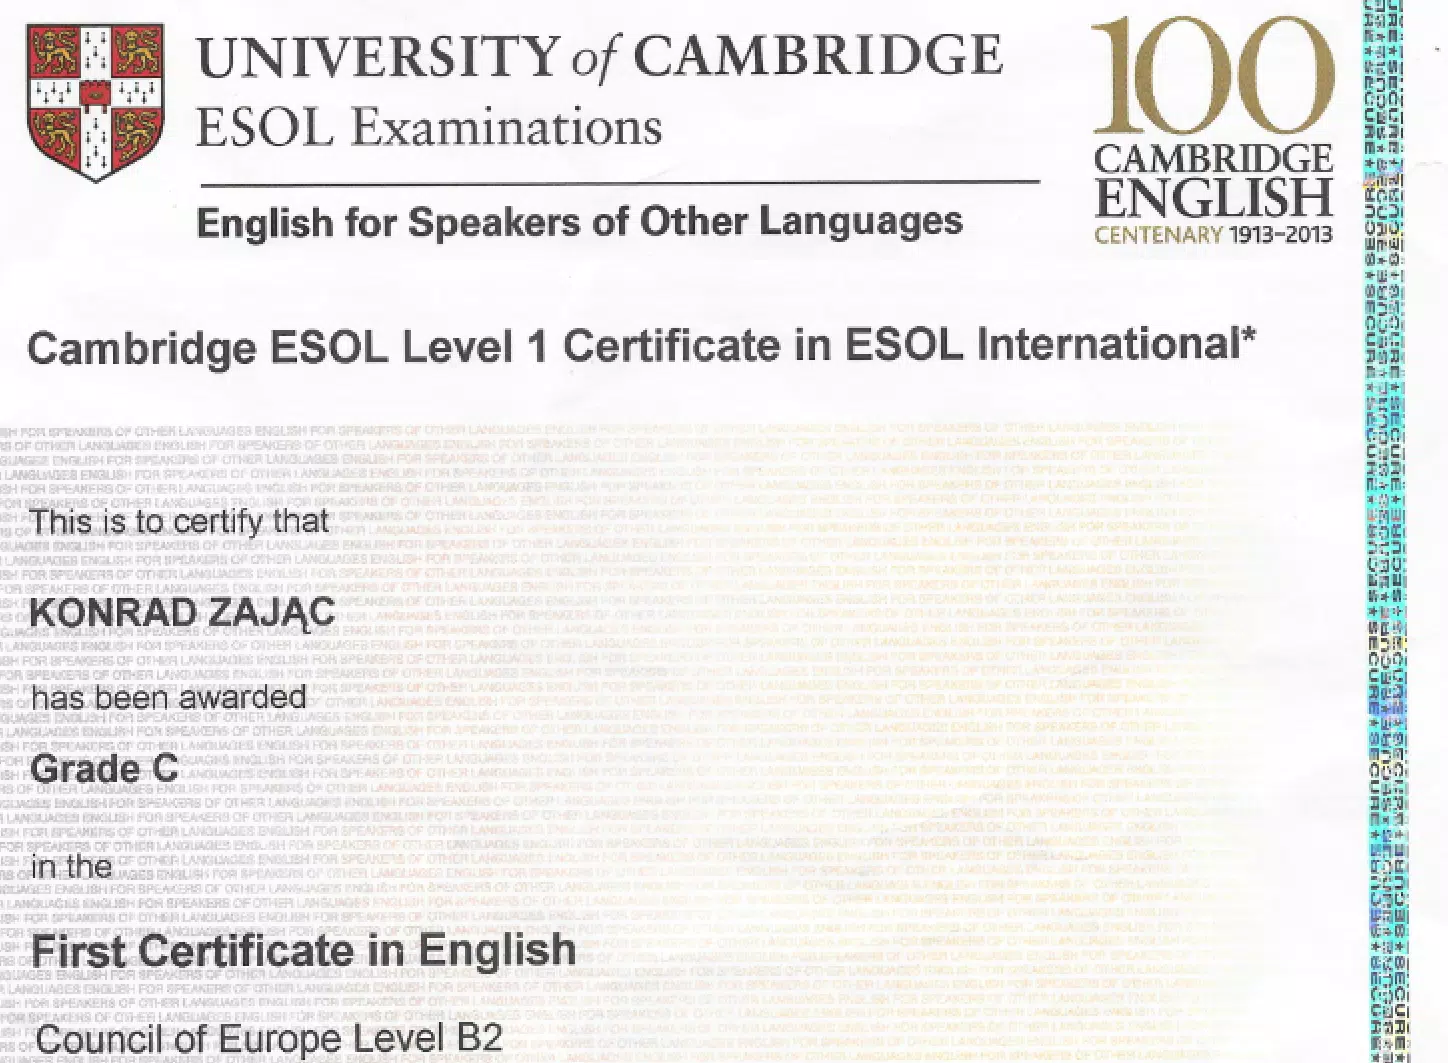 UNIVERSITY of CAMBRIDGE
ESOL Examinations
English for Speakers of Other Languages
100
CAMBRIDGE
ENGLISH
CENTENARY 1913–2013
Cambridge ESOL Level 1 Certificate in ESOL International*
This is to certify that
KONRAD ZAJĄC
has been awarded
Grade C
in the
First Certificate in English
Council of Europe Level B2